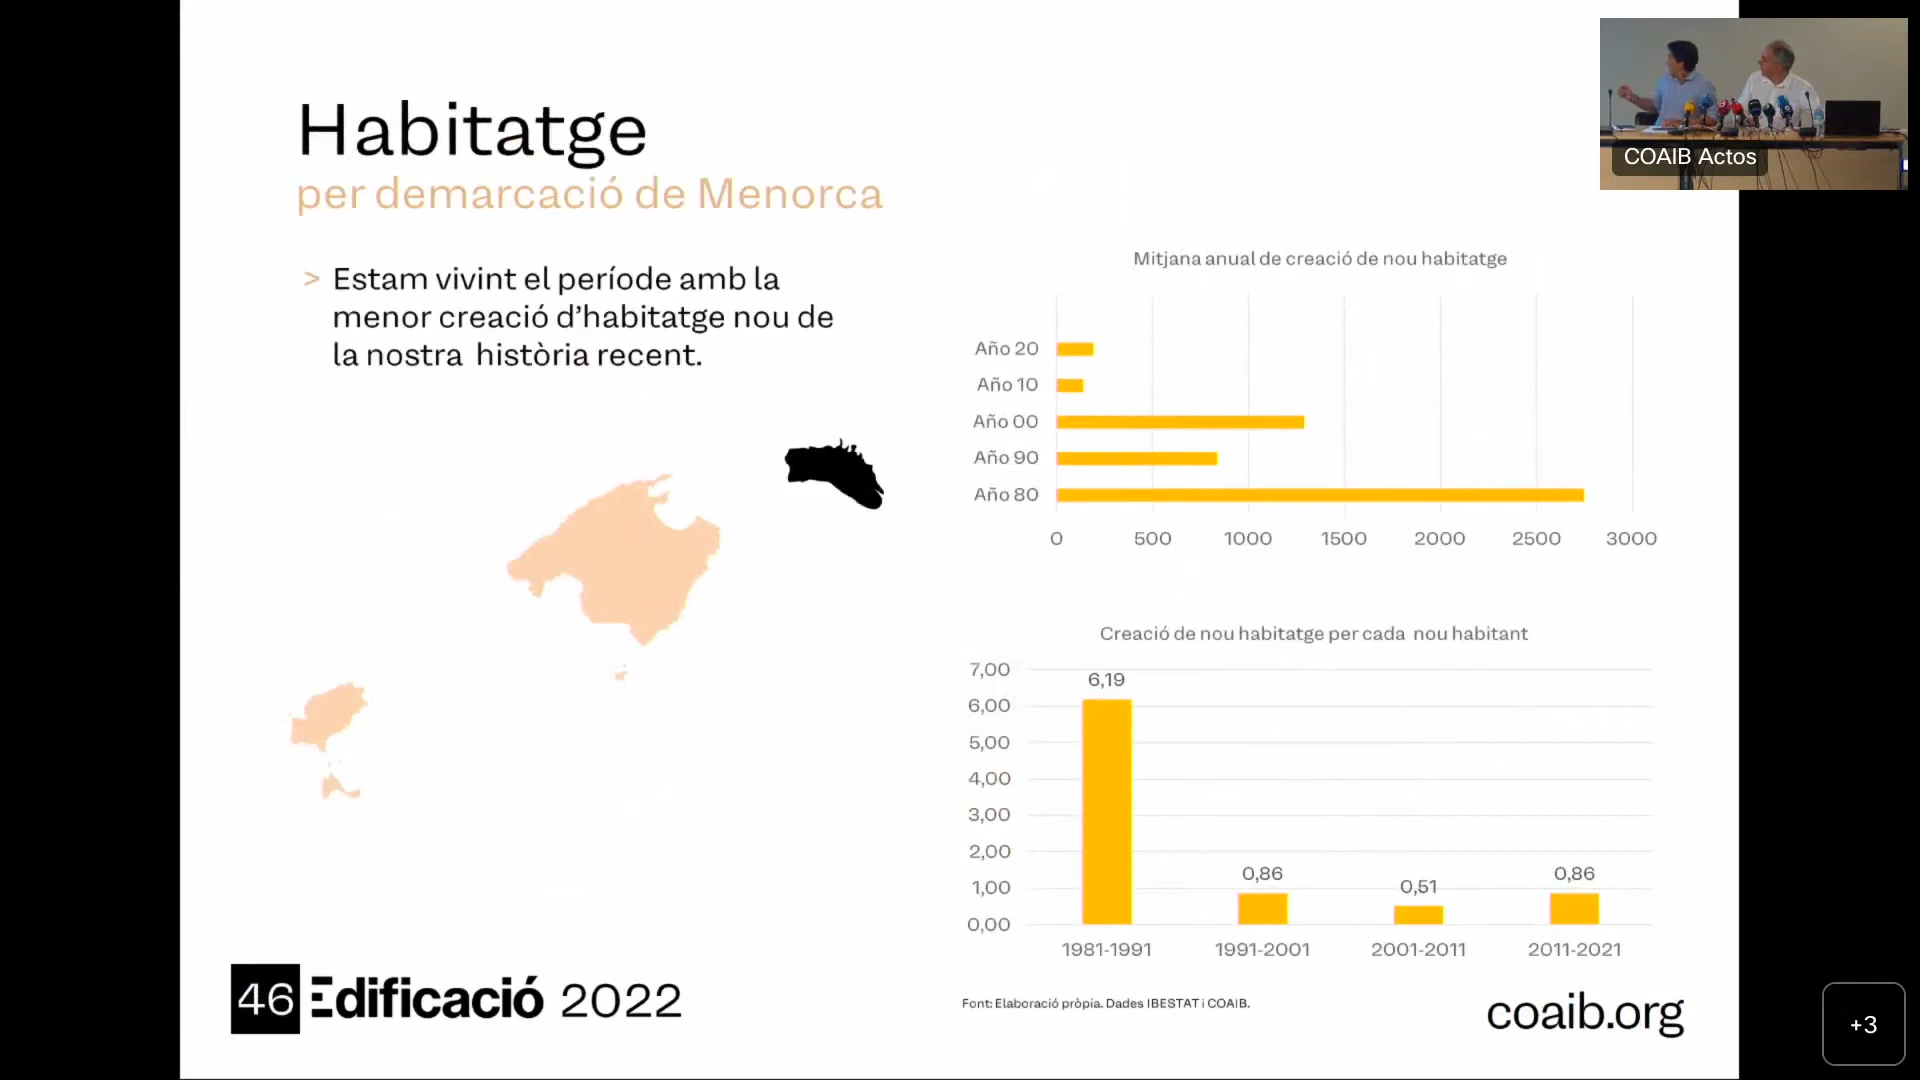 Habitatge
per demarcació de Menorca
> Estam vivint el període amb la
menor creació d’habitatge nou de
la nostra història recent.
COAIB Actos
Mitjana anual de creació de nou habitatge
Año 20
Año 10
Año 00
Año 90
Año 80
0 500 1000 1500 2000 2500 3000
Creació de nou habitatge per cada nou habitant
7,00
6,00
5,00
4,00
3,00
2,00
1,00
0,00
6,19
0,86
0,51
0,86
1981-1991 1991-2001 2001-2011 2011-2021
Font: Elaboració pròpia. Dades IBESTAT i COAIB.
46 Edificació 2022
coaib.org
+3